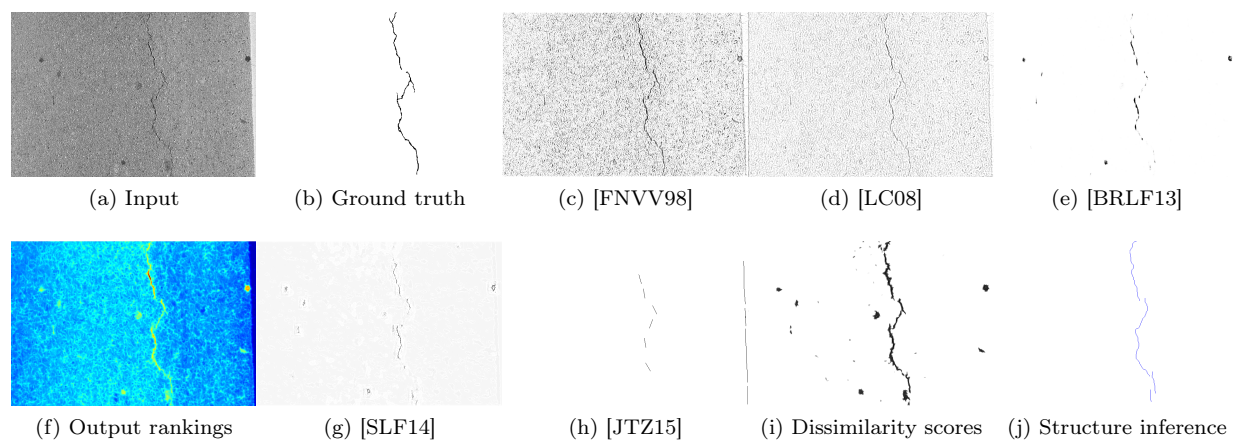 (a) Input
(b) Ground truth
(c) [FNVV98]
(d) [LC08]
(e) [BRLF13]
(f) Output rankings
(g) [SLF14]
(h) [JTZ15]
(i) Dissimilarity scores
(j) Structure inference